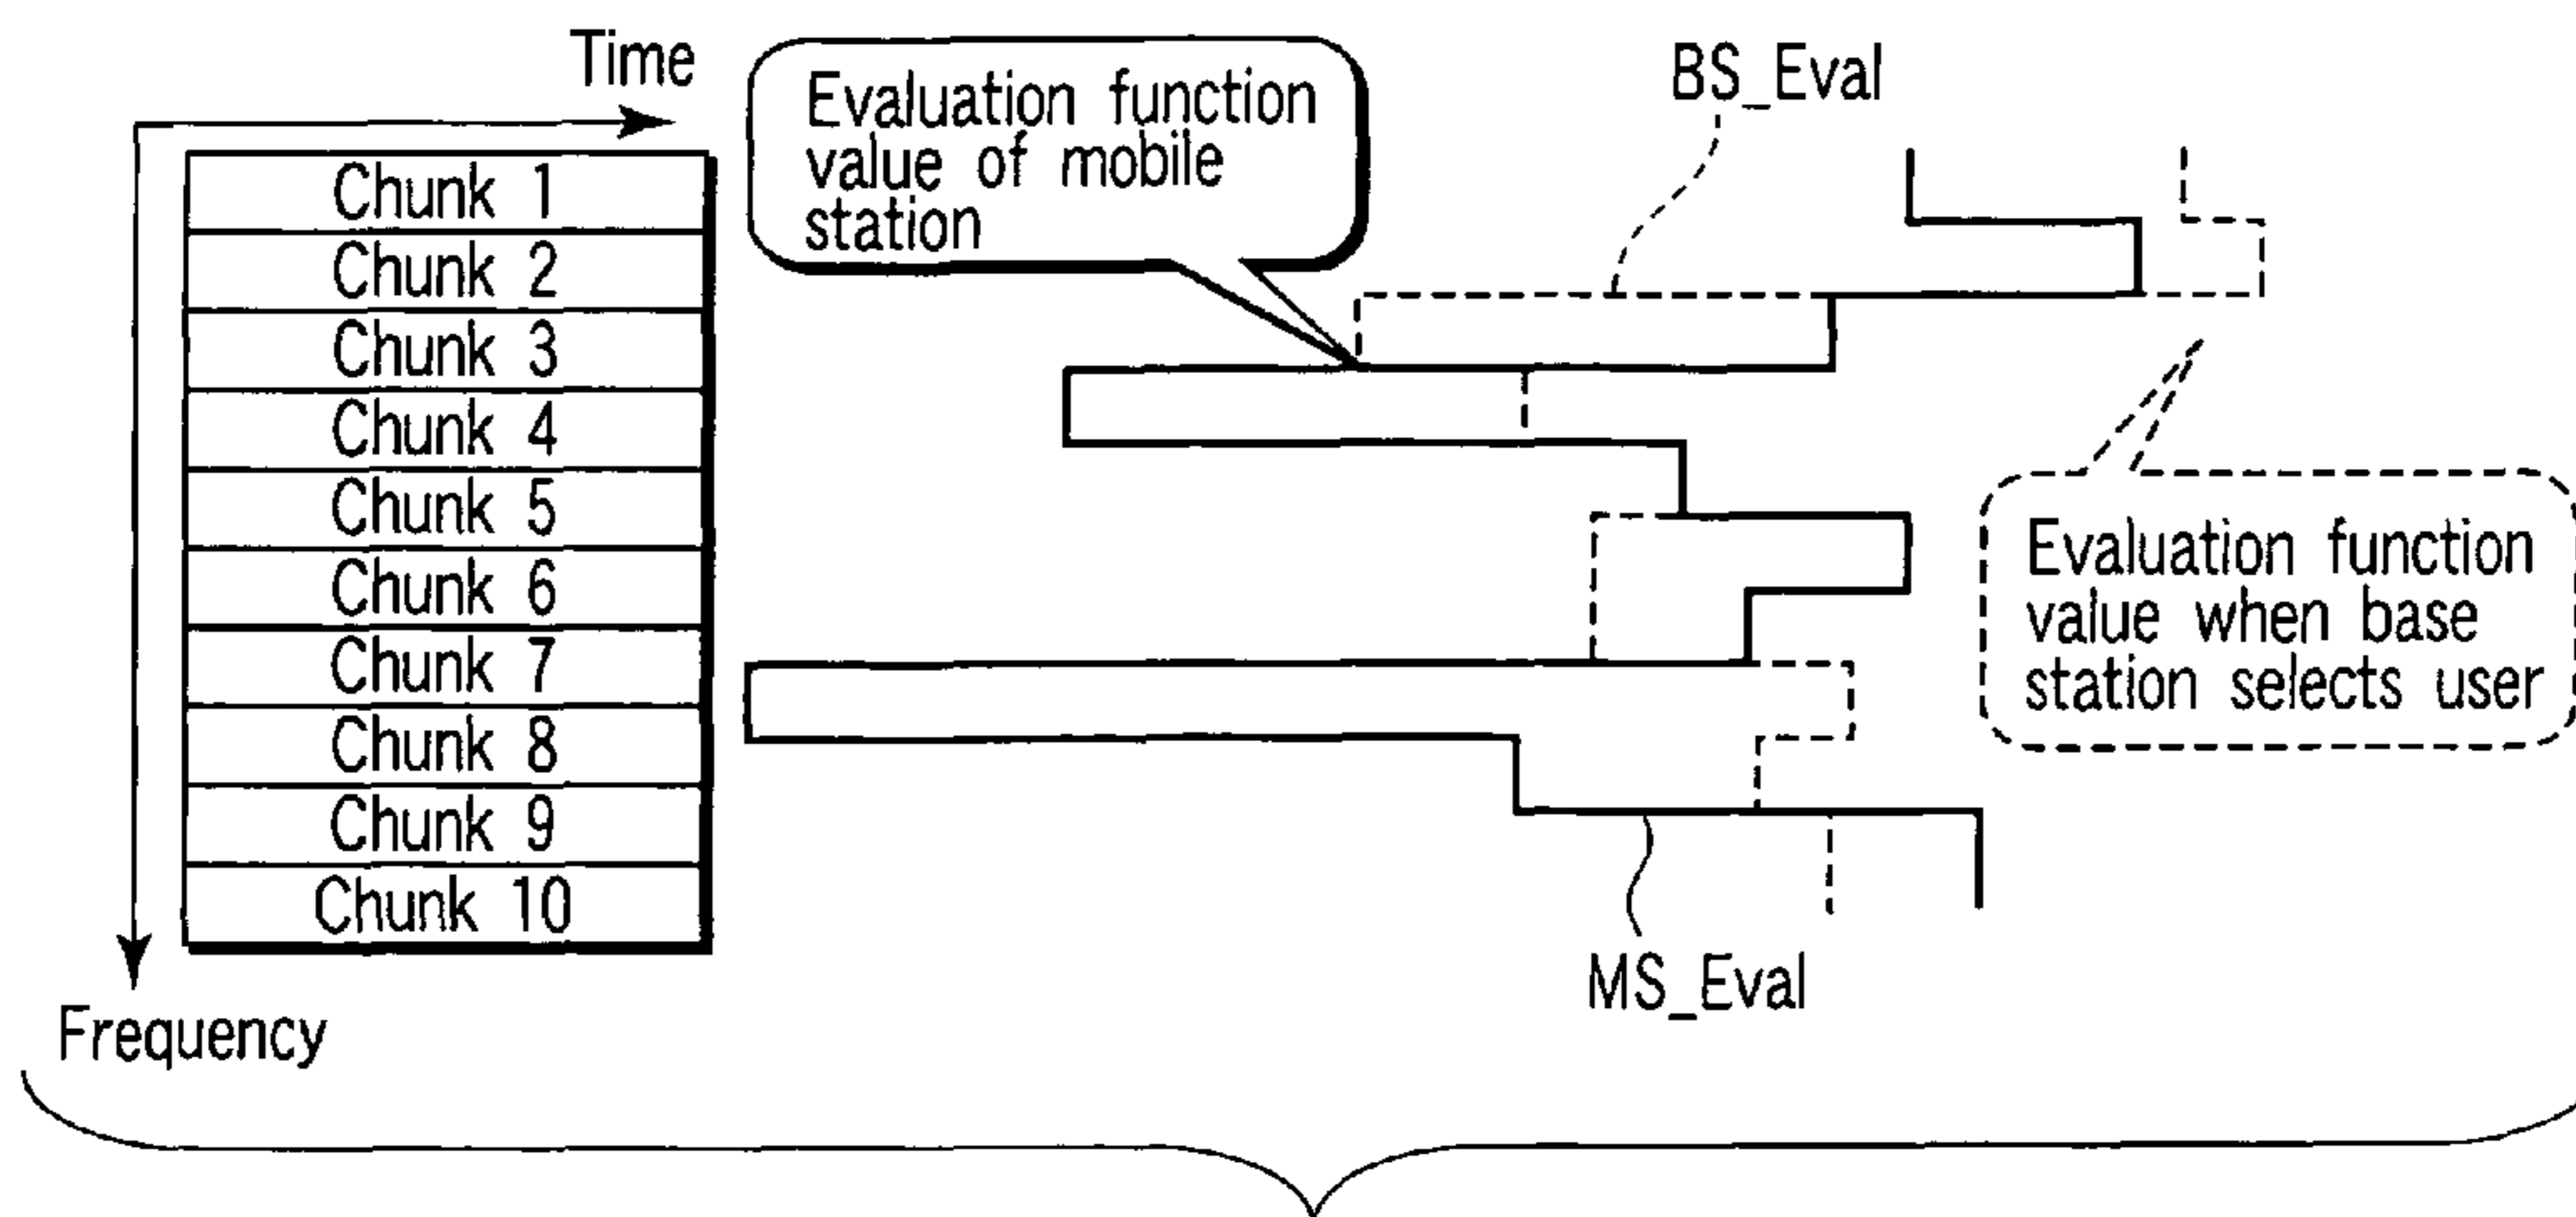 Time
Chunk 1
Chunk 2
Chunk 3
Chunk 4
Chunk 5
Chunk 6
Chunk 7
Chunk 8
Chunk 9
Chunk 10
Frequency
Evaluation function
value of mobile
station
BS_Eval
Evaluation function
value when base
station selects user
MS_Eval